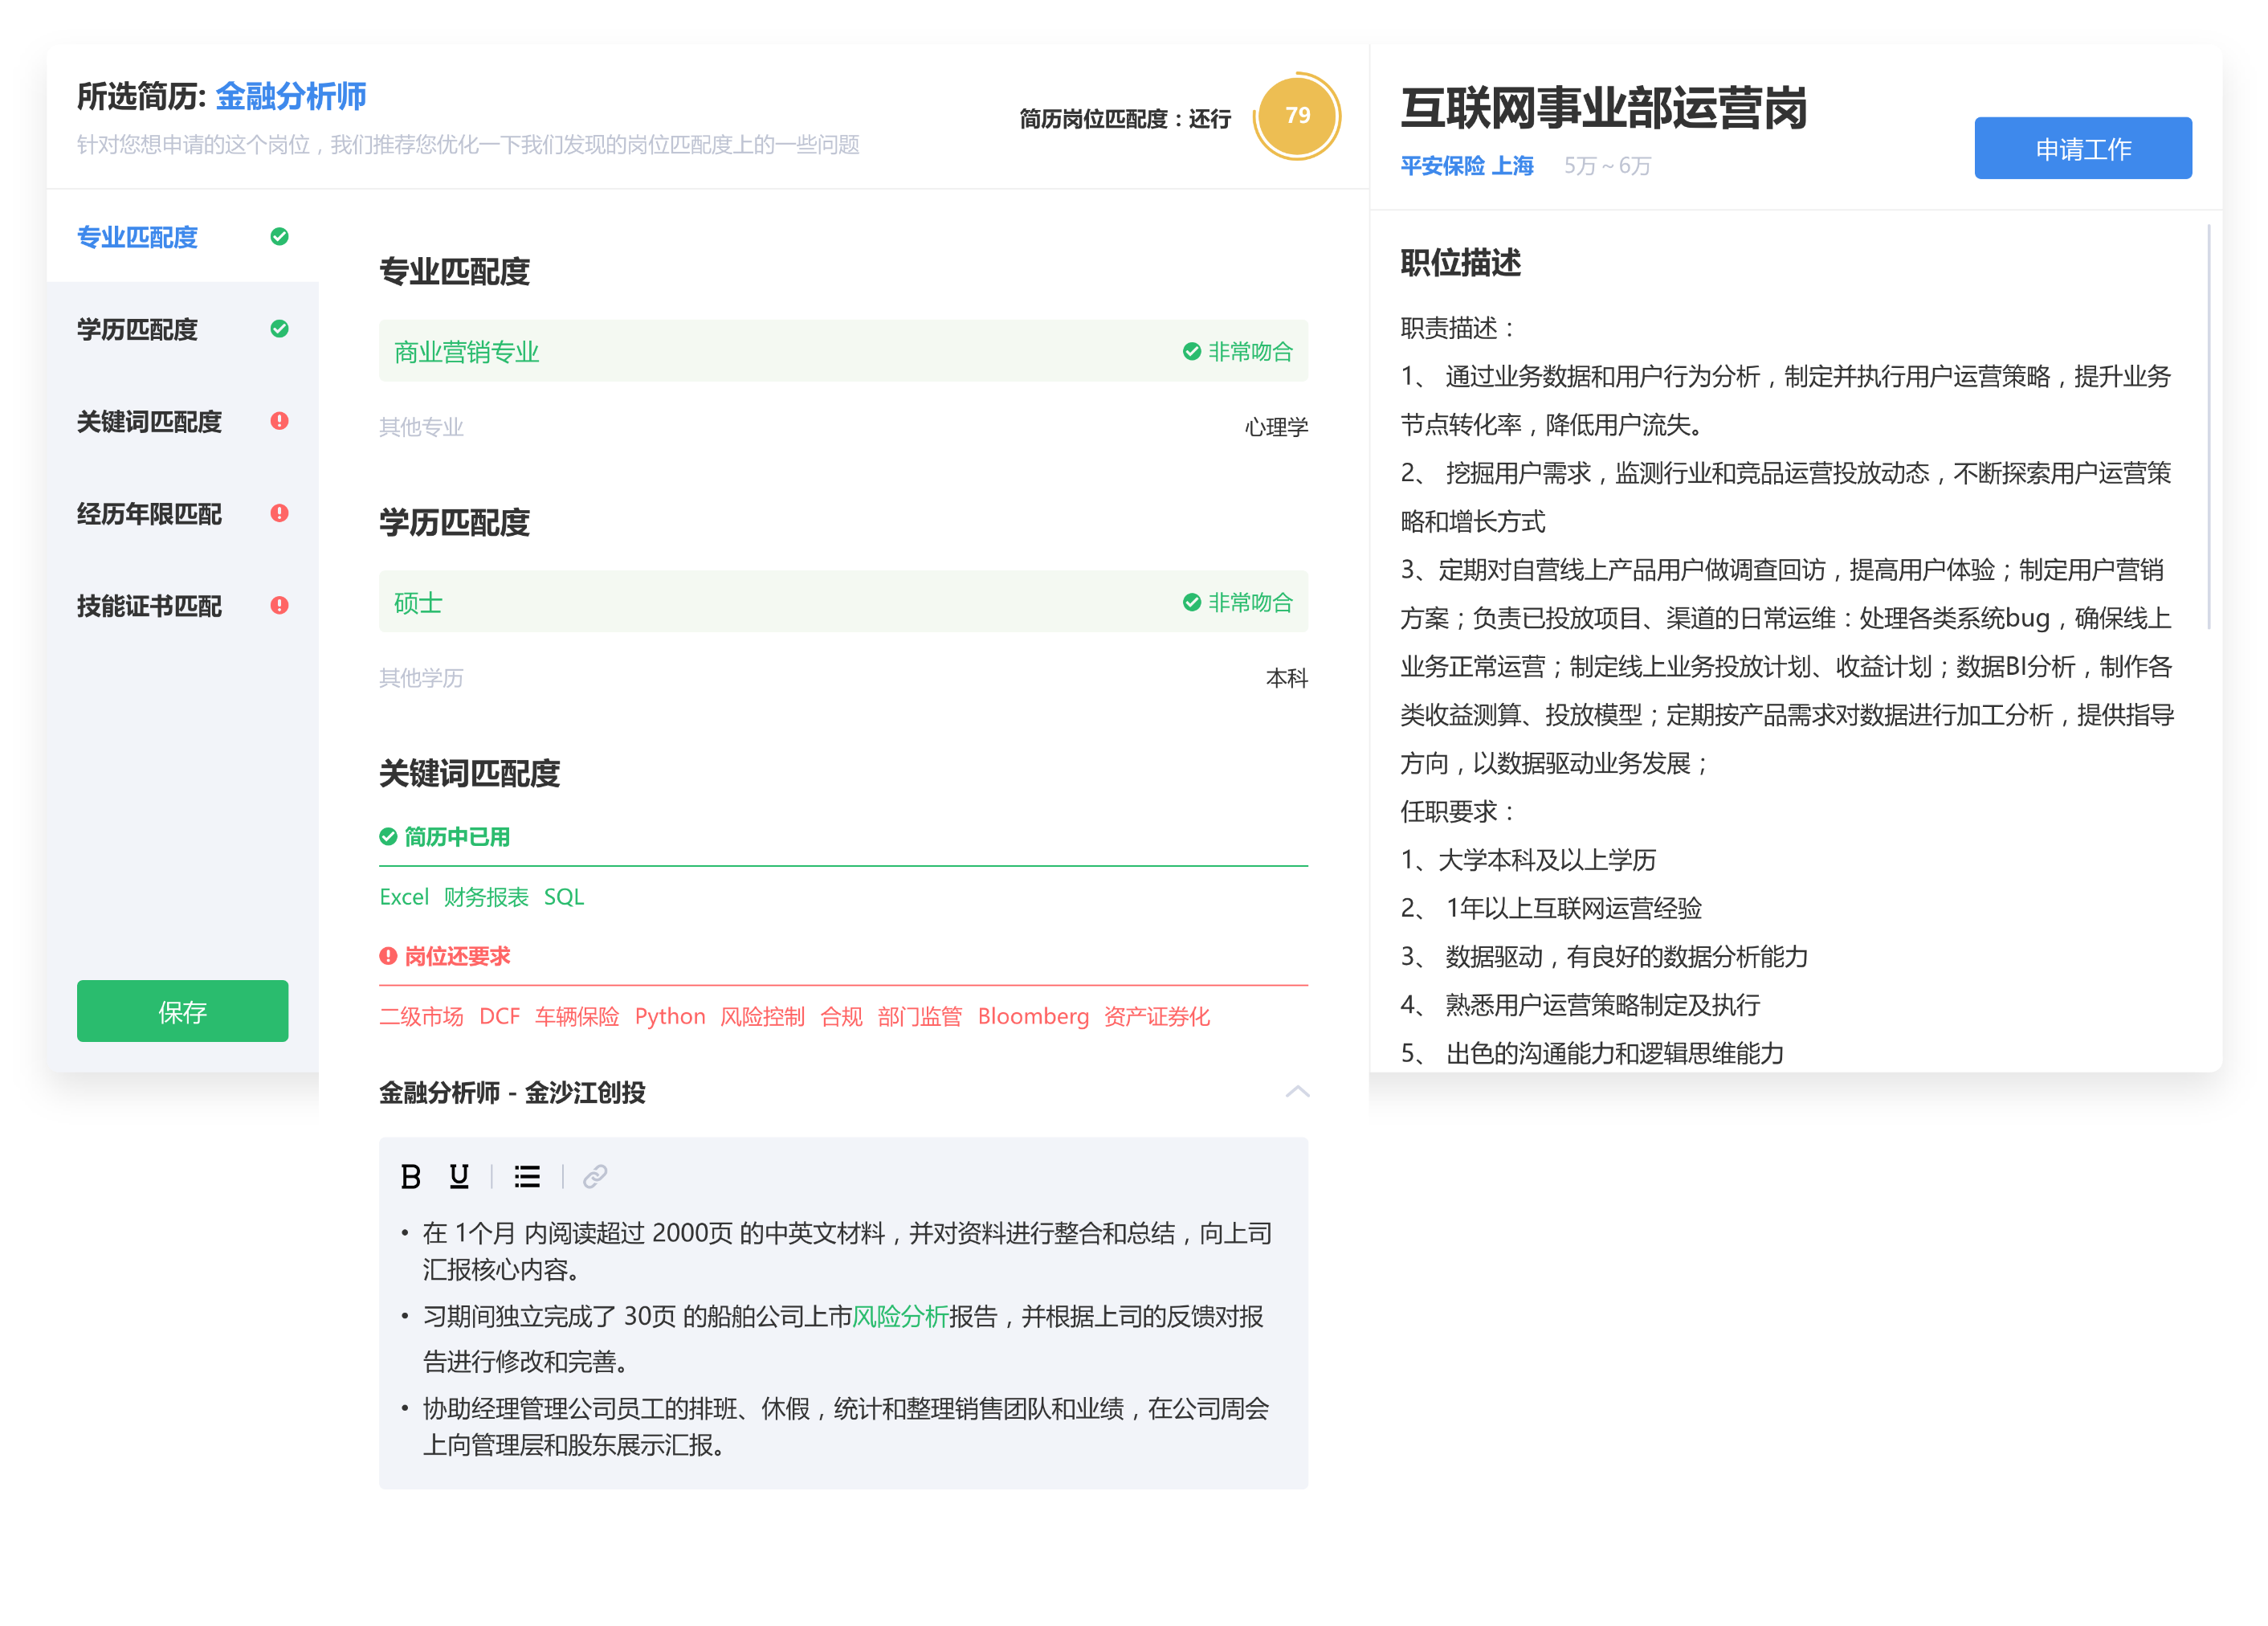 所选简历: 金融分析师
针对您想申请的这个岗位，我们推荐您优化一下我们发现的岗位匹配度上的一些问题
简历岗位匹配度：还行
79
专业匹配度
学历匹配度
关键词匹配度
经历年限匹配
技能证书匹配
保存
专业匹配度
商业营销专业
非常吻合
其他专业
心理学
学历匹配度
硕士
非常吻合
其他学历
本科
关键词匹配度
简历中已用
Excel 财务报表 SQL
岗位还要求
二级市场 DCF 车辆保险 Python 风险控制 合规 部门监管 Bloomberg 资产证券化
金融分析师 - 金沙江创投
B U
• 在 1个月 内阅读超过 2000页 的中英文材料，并对资料进行整合和总结，向上司
汇报核心内容。
• 习期间独立完成了 30页 的船舶公司上市风险分析报告，并根据上司的反馈对报
告进行修改和完善。
• 协助经理管理公司员工的排班、休假，统计和整理销售团队和业绩，在公司周会
上向管理层和股东展示汇报。
互联网事业部运营岗
平安保险 上海 5万～6万
申请工作
职位描述
职责描述：
1、 通过业务数据和用户行为分析，制定并执行用户运营策略，提升业务
节点转化率，降低用户流失。
2、 挖掘用户需求，监测行业和竞品运营投放动态，不断探索用户运营策
略和增长方式
3、定期对自营线上产品用户做调查回访，提高用户体验；制定用户营销
方案；负责已投放项目、渠道的日常运维：处理各类系统bug，确保线上
业务正常运营；制定线上业务投放计划、收益计划；数据BI分析，制作各
类收益测算、投放模型；定期按产品需求对数据进行加工分析，提供指导
方向，以数据驱动业务发展；
任职要求：
1、大学本科及以上学历
2、 1年以上互联网运营经验
3、 数据驱动，有良好的数据分析能力
4、 熟悉用户运营策略制定及执行
5、 出色的沟通能力和逻辑思维能力